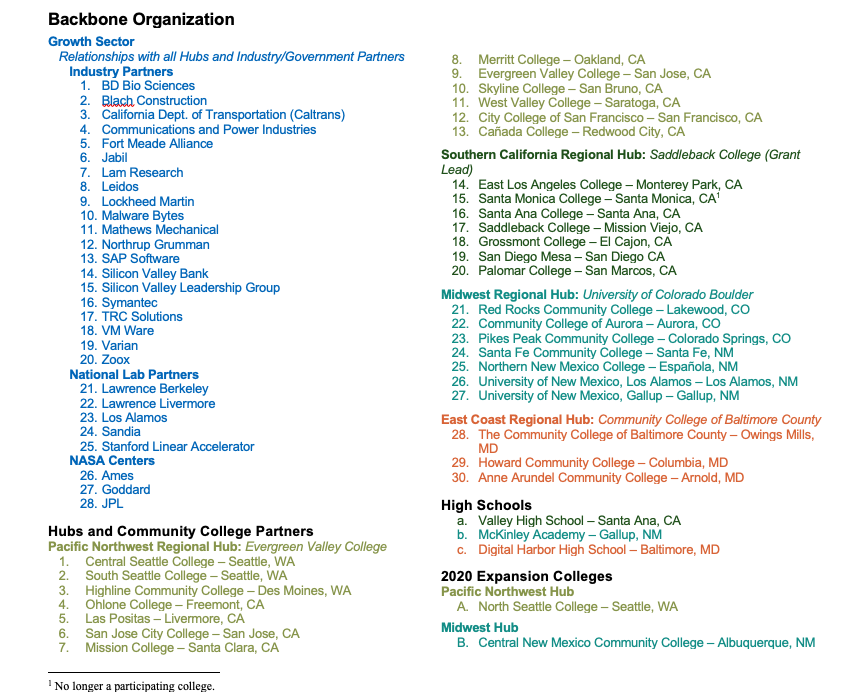 Backbone Organization
Growth Sector
Relationships with all Hubs and Industry/Government Partners
Industry Partners
1. BD Bio Sciences
2. Blach Construction
3. California Dept. of Transportation (Caltrans)
4. Communications and Power Industries
5. Fort Meade Alliance
6. Jabil
7. Lam Research
8. Leidos
9. Lockheed Martin
10. Malware Bytes
11. Mathews Mechanical
12. Northrup Grumman
13. SAP Software
14. Silicon Valley Bank
15. Silicon Valley Leadership Group
16. Symantec
17. TRC Solutions
18. VM Ware
19. Varian
20. Zoox
National Lab Partners
21. Lawrence Berkeley
22. Lawrence Livermore
23. Los Alamos
24. Sandia
25. Stanford Linear Accelerator
NASA Centers
26. Ames
27. Goddard
28. JPL
Hubs and Community College Partners
Pacific Northwest Regional Hub: Evergreen Valley College
1. Central Seattle College – Seattle, WA
2. South Seattle College – Seattle, WA
3. Highline Community College – Des Moines, WA
4. Ohlone College – Freemont, CA
5. Las Positas – Livermore, CA
6. San Jose City College – San Jose, CA
7. Mission College – Santa Clara, CA
8. Merritt College – Oakland, CA
9. Evergreen Valley College – San Jose, CA
10. Skyline College – San Bruno, CA
11. West Valley College – Saratoga, CA
12. City College of San Francisco – San Francisco, CA
13. Cañada College – Redwood City, CA
Southern California Regional Hub: Saddleback College (Grant
Lead)
14. East Los Angeles College – Monterey Park, CA
15. Santa Monica College – Santa Monica, CA¹
16. Santa Ana College – Santa Ana, CA
17. Saddleback College – Mission Viejo, CA
18. Grossmont College – El Cajon, CA
19. San Diego Mesa – San Diego CA
20. Palomar College – San Marcos, CA
Midwest Regional Hub: University of Colorado Boulder
21. Red Rocks Community College – Lakewood, CO
22. Community College of Aurora – Aurora, CO
23. Pikes Peak Community College – Colorado Springs, CO
24. Santa Fe Community College – Santa Fe, NM
25. Northern New Mexico College – Española, NM
26. University of New Mexico, Los Alamos – Los Alamos, NM
27. University of New Mexico, Gallup – Gallup, NM
East Coast Regional Hub: Community College of Baltimore County
28. The Community College of Baltimore County – Owings Mills,
MD
29. Howard Community College – Columbia, MD
30. Anne Arundel Community College – Arnold, MD
High Schools
a. Valley High School – Santa Ana, CA
b. McKinley Academy – Gallup, NM
c. Digital Harbor High School – Baltimore, MD
2020 Expansion Colleges
Pacific Northwest Hub
A. North Seattle College – Seattle, WA
Midwest Hub
B. Central New Mexico Community College – Albuquerque, NM
¹ No longer a participating college.